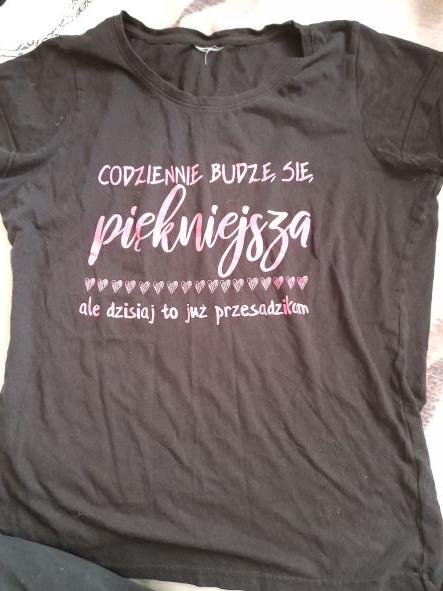 CODZIENNIE BUDZĘ SIĘ
piękniejsza
ale dzisiaj to już przesadziłam